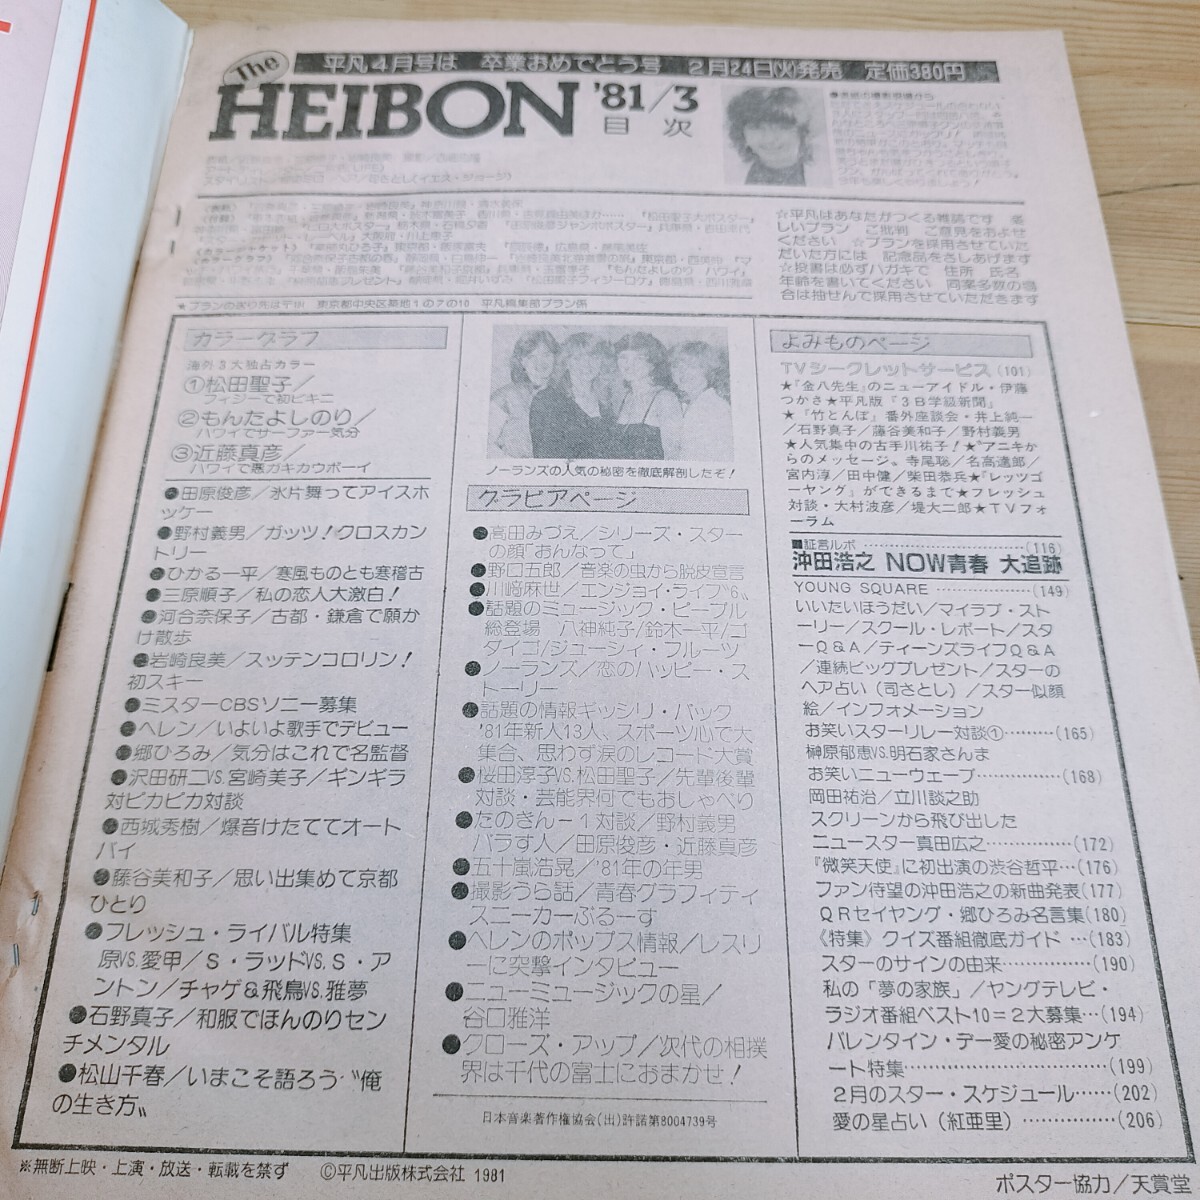 平凡4月号は 卒業おめでとう号 2月24日(火)発売 定価380円
The
HEIBON '81/3
目次
☆平凡はあなたがつくる雑誌です 楽
しいプラン ご批判 ご意見をおよせ
ください ☆プランを採用させていた
だいた方には 記念品をさしあげます
☆投書は必ずハガキで 住所 氏名
年齢を書いてください 同案多数の場
合は抽せんで採用させていただきます
★プランの送り先は〒104 東京都中央区築地1の7の10 平凡編集部プラン係
カラーグラフ
海外3大独占カラー
①松田聖子/
フィジーで初ビキニ
②もんたよしのり/
ハワイでサーファー気分
③近藤真彦/
ハワイで悪ガキカウボーイ
●田原俊彦/氷片舞ってアイスホ
ッケー
●野村義男/ガッツ!クロスカン
トリー
●ひかる一平/寒風ものとも寒稽古
●三原順子/私の恋人大激白!
●河合奈保子/古都・鎌倉で願か
け散歩
●岩崎良美/スッテンコロリン!
初スキー
●ミスターCBSソニー募集
●ヘレン/いよいよ歌手でデビュー
●郷ひろみ/気分はこれで名監督
●沢田研二VS.宮崎美子/ギンギラ
対ピカピカ対談
●西城秀樹/爆音けたててオート
バイ
●藤谷美和子/思い出集めて京都
ひとり
●フレッシュ・ライバル特集
原VS.愛甲/S・ラッドVS.S・ア
ントン/チャゲ&飛鳥VS.雅夢
●石野真子/和服でほんのりセン
チメンタル
●松山千春/いまこそ語ろう〝俺
の生き方〟
ノーランズの人気の秘密を徹底解剖したぞ!
グラビアページ
●高田みづえ/シリーズ・スター
の顔「おんなって」
●野口五郎/音楽の虫から脱皮宣言
●川﨑麻世/エンジョイ・ライフ〝6〟
●話題のミュージック・ピープル
総登場 八神純子/鈴木一平/ゴ
ダイゴ/ジューシィ・フルーツ
●ノーランズ/恋のハッピー・ス
トーリー
●話題の情報ギッシリ・パック
'81年新人13人、スポーツ心で大
集合、思わず涙のレコード大賞
●桜田淳子VS.松田聖子/先輩後輩
対談・芸能界何でもおしゃべり
●たのきん−1対談/野村義男
バラす人/田原俊彦・近藤真彦
●五十嵐浩晃/'81年の年男
●撮影うら話/青春グラフィティ
スニーカーぶるーす
●ヘレンのポップス情報/レスリ
ーに突撃インタビュー
●ニューミュージックの星/
谷口雅洋
●クローズ・アップ/次代の相撲
界は千代の富士におまかせ!
日本音楽著作権協会(出)許諾第8004739号
よみものページ
TVシークレットサービス(101)
★『金八先生』のニューアイドル・伊藤
つかさ★平凡版『3B学級新聞』
★『竹とんぼ』番外座談会・井上純一
/石野真子/藤谷美和子/野村義男
★人気集中の古手川祐子!★〝アニキか
らのメッセージ〟寺尾聰/名高達郎/
宮内淳/田中健/柴田恭兵★『レッツゴ
ーヤング』ができるまで★フレッシュ
対談・大村波彦/堤大二郎★TVフォ
ーラム
■証言ルポ……(116)
沖田浩之 NOW青春 大追跡
YOUNG SQUARE……(149)
いいたいほうだい/マイラブ・スト
ーリー/スクール・レポート/スタ
ーQ&A/ティーンズライフQ&A
/連続ビッグプレゼント/スターの
ヘア占い(司さとし)/スター似顔
絵/インフォメーション
お笑いスターリレー対談①……(165)
榊原郁恵VS.明石家さんま
お笑いニューウェーブ……(168)
岡田祐治/立川談之助
スクリーンから飛び出した
ニュースター真田広之……(172)
『微笑天使』に初出演の渋谷哲平…(176)
ファン待望の沖田浩之の新曲発表(177)
QRセイヤング・郷ひろみ名言集(180)
《特集》クイズ番組徹底ガイド…(183)
スターのサインの由来……(190)
私の「夢の家族」/ヤングテレビ・
ラジオ番組ベスト10=2大募集…(194)
バレンタイン・デー愛の秘密アンケ
ート特集……(199)
2月のスター・スケジュール……(202)
愛の星占い(紅亜里)……(206)
※無断上映・上演・放送・転載を禁ず ©平凡出版株式会社 1981
ポスター協力/天賞堂